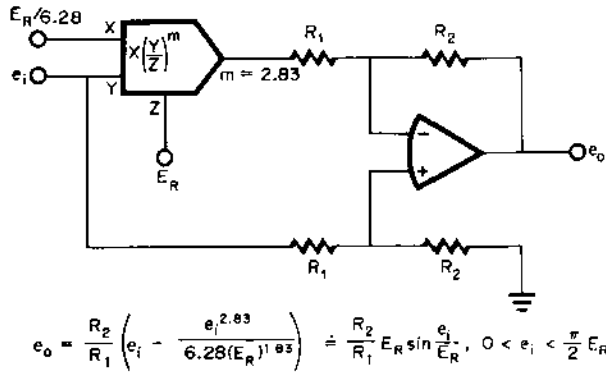 E_R/6.28
X
X(Y/Z)^m
e_i
Y
Z
m = 2.83
E_R
R_1
R_2
−
+
e_o
R_1
R_2
e_o = R_2/R_1 (e_i − e_i^2.83/6.28(E_R)^1.83) ≐ R_2/R_1 E_R sin e_i/E_R, 0 < e_i < π/2 E_R